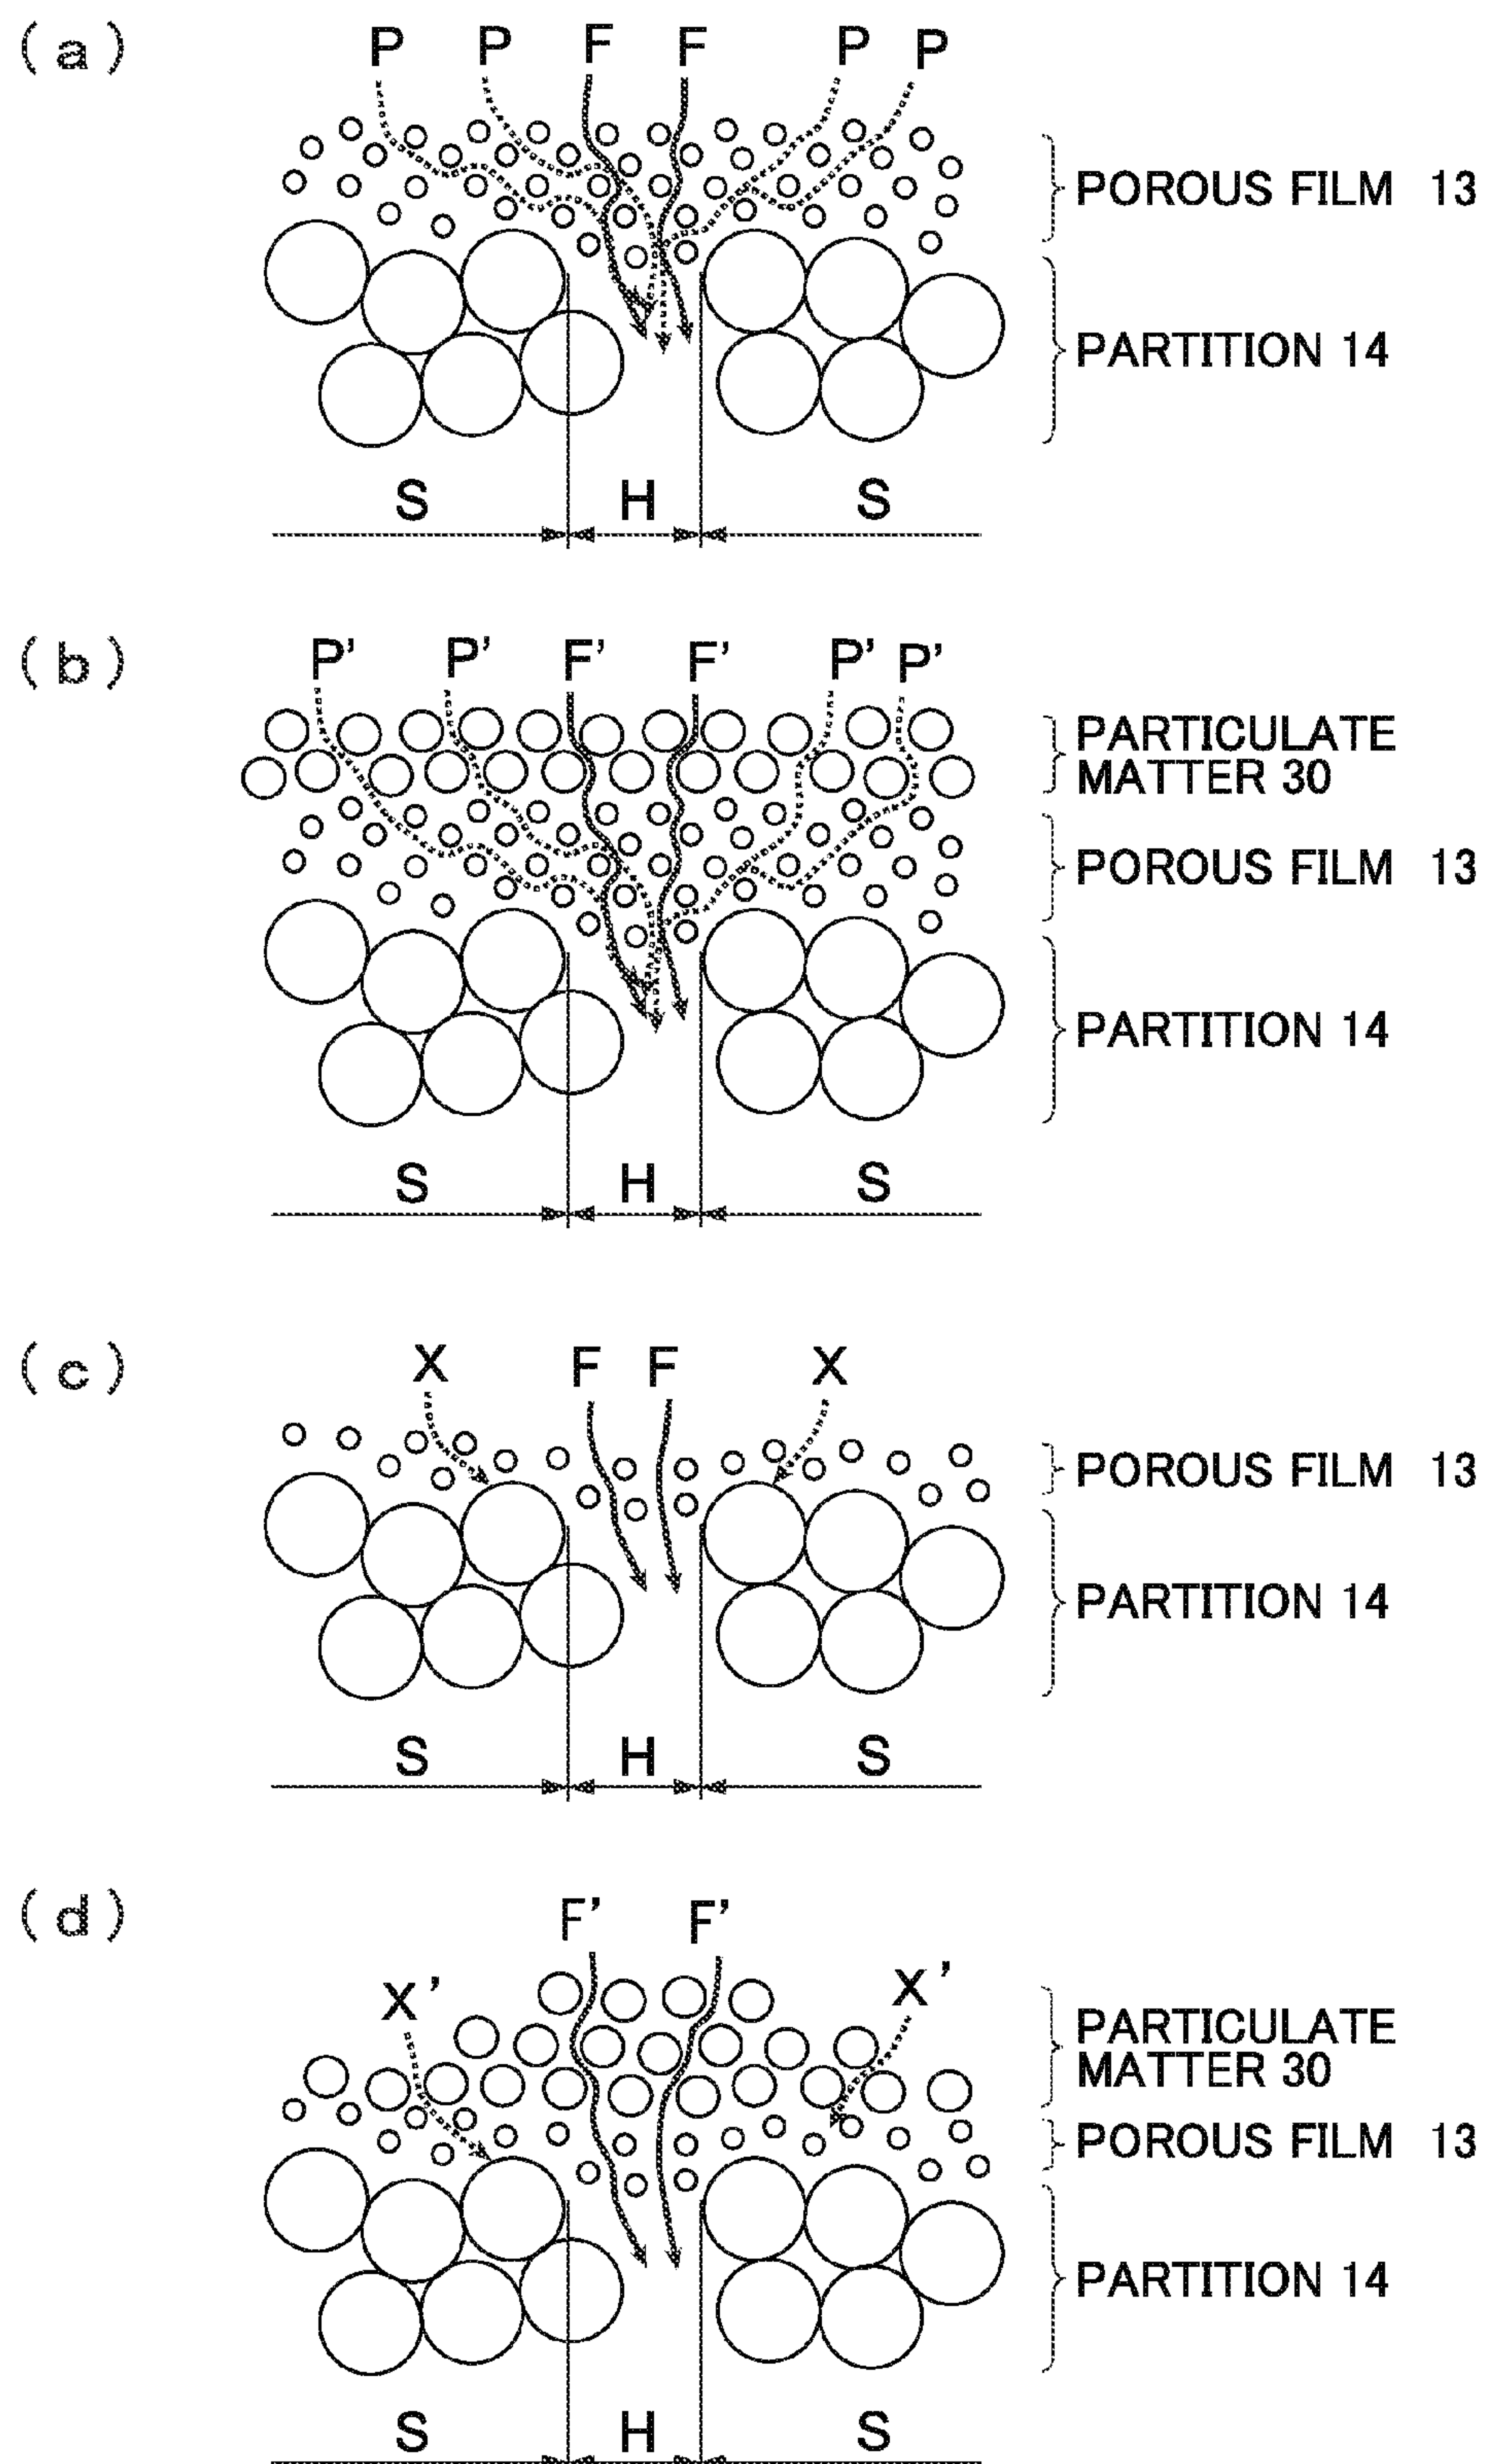 (a)
P P F F P P
POROUS FILM 13
PARTITION 14
S H S
(b)
P' P' F' F' P' P'
PARTICULATE
MATTER 30
POROUS FILM 13
PARTITION 14
S H S
(c)
X F F X
POROUS FILM 13
PARTITION 14
S H S
(d)
F' F'
X' X'
PARTICULATE
MATTER 30
POROUS FILM 13
PARTITION 14
S H S